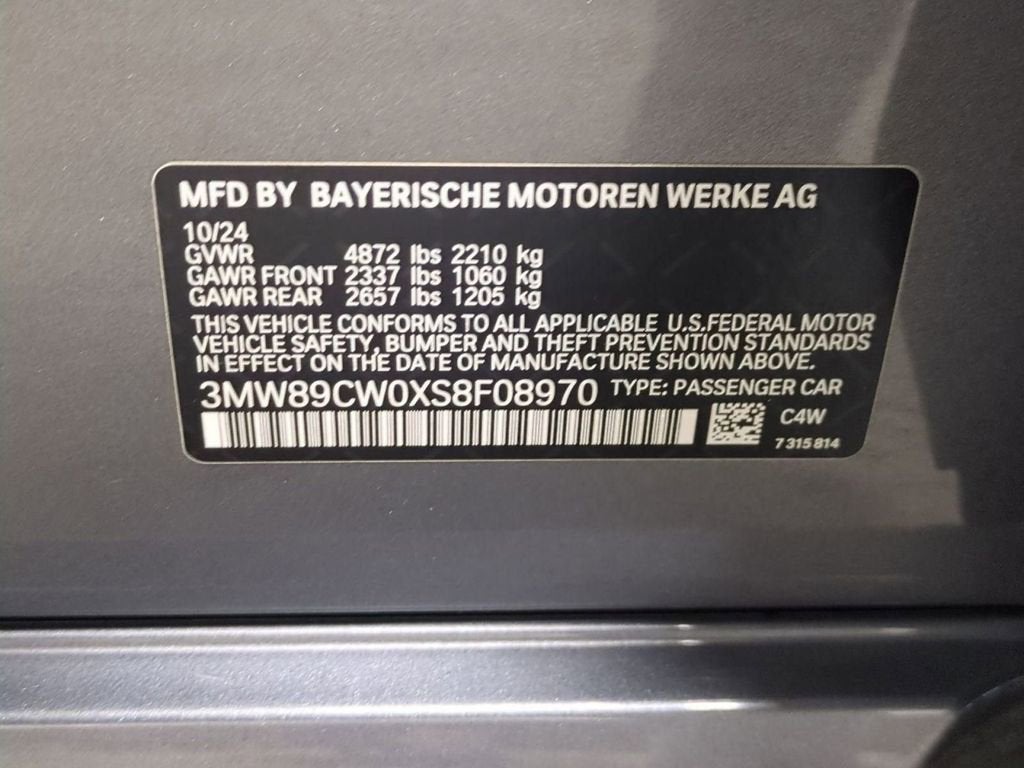 MFD BY BAYERISCHE MOTOREN WERKE AG
10/24
GVWR 4872 lbs 2210 kg
GAWR FRONT 2337 lbs 1060 kg
GAWR REAR 2657 lbs 1205 kg
THIS VEHICLE CONFORMS TO ALL APPLICABLE U.S.FEDERAL MOTOR
VEHICLE SAFETY, BUMPER AND THEFT PREVENTION STANDARDS
IN EFFECT ON THE DATE OF MANUFACTURE SHOWN ABOVE.
3MW89CW0XS8F08970 TYPE: PASSENGER CAR
C4W
7 315 814